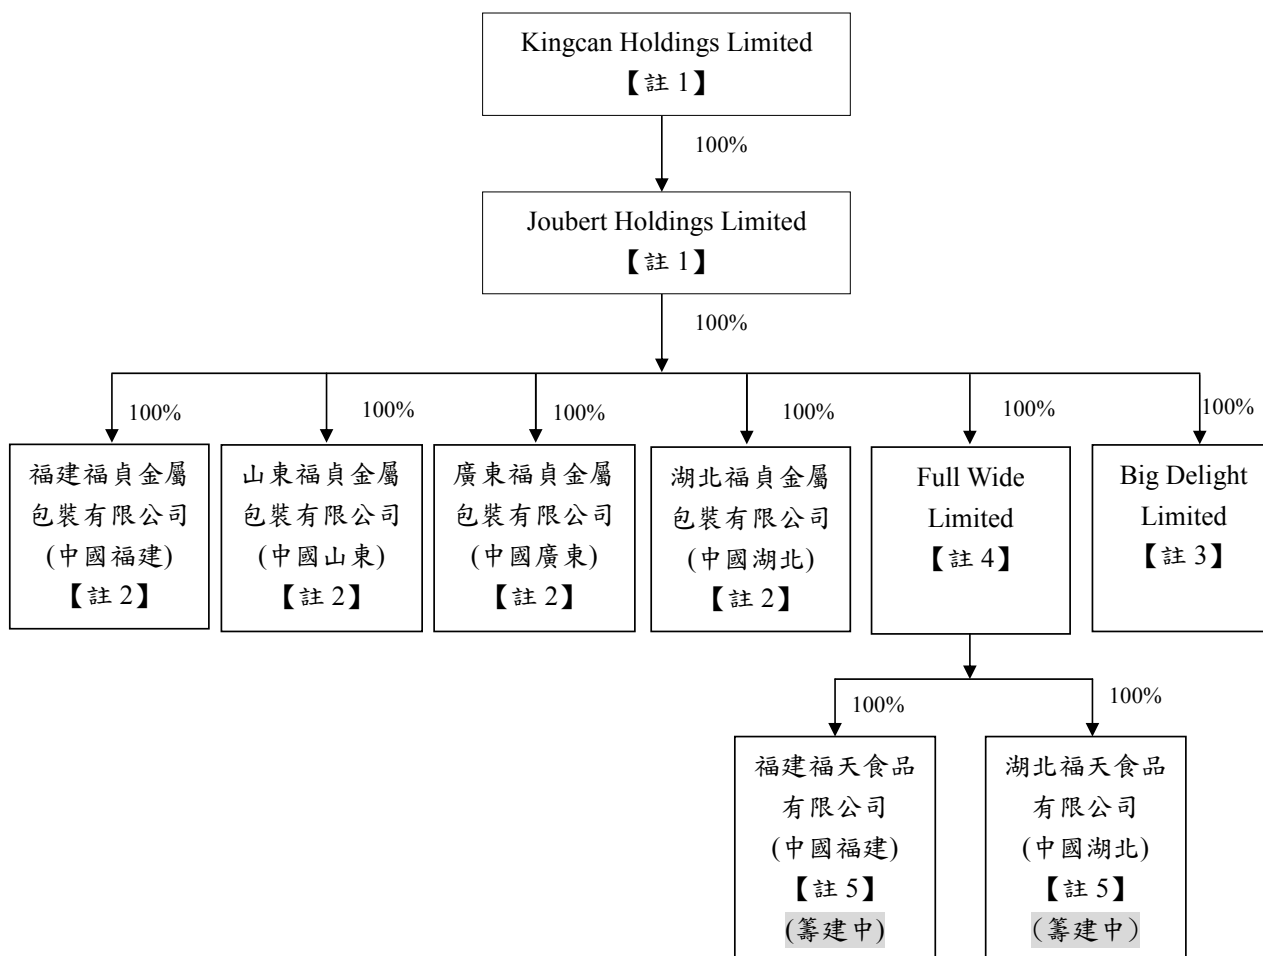 Kingcan Holdings Limited
【註 1】
100%
Joubert Holdings Limited
【註 1】
100%
100%
福建福貞金屬
包裝有限公司
(中國福建)
【註 2】
100%
山東福貞金屬
包裝有限公司
(中國山東)
【註 2】
100%
廣東福貞金屬
包裝有限公司
(中國廣東)
【註 2】
100%
湖北福貞金屬
包裝有限公司
(中國湖北)
【註 2】
100%
Full Wide
Limited
【註 4】
100%
Big Delight
Limited
【註 3】
100%
福建福天食品
有限公司
(中國福建)
【註 5】
(籌建中)
100%
湖北福天食品
有限公司
(中國湖北)
【註 5】
（籌建中）